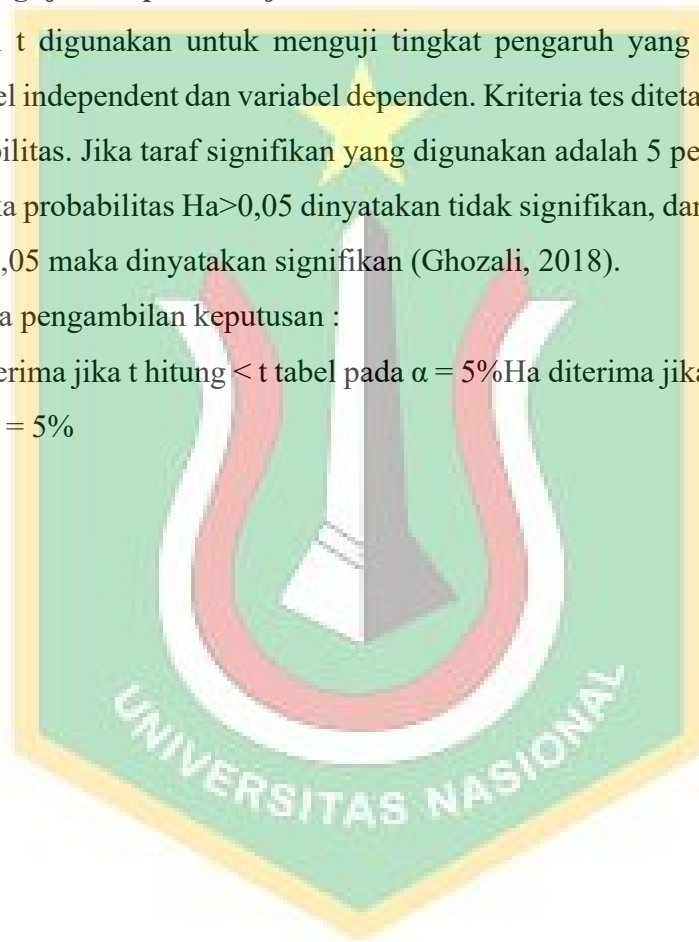 t digunakan untuk menguji tingkat pengaruh yang
el independent dan variabel dependen. Kriteria tes diteta
ilitas. Jika taraf signifikan yang digunakan adalah 5 pe
a probabilitas Ha>0,05 dinyatakan tidak signifikan, dan
,05 maka dinyatakan signifikan (Ghozali, 2018).
a pengambilan keputusan :
erima jika t hitung < t tabel pada α = 5%Ha diterima jika
= 5%
UNIVERSITAS NASIONAL